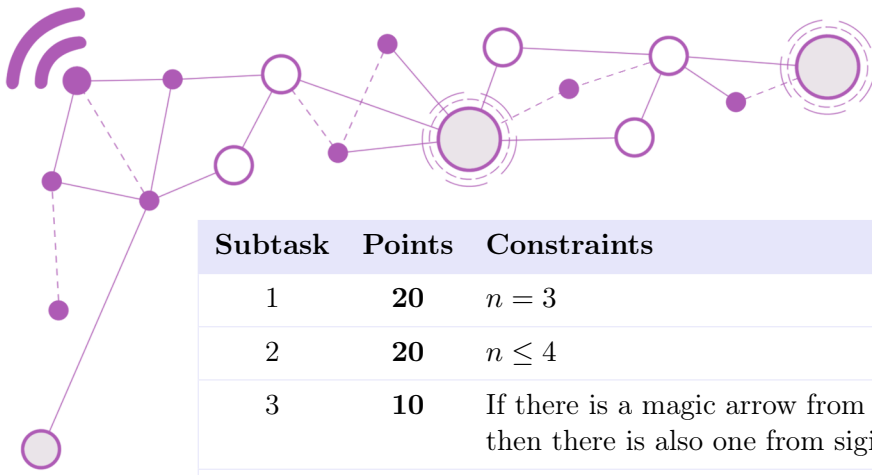 Subtask Points Constraints
1 20 n = 3
2 20 n ≤ 4
3 10 If there is a magic arrow from
then there is also one from